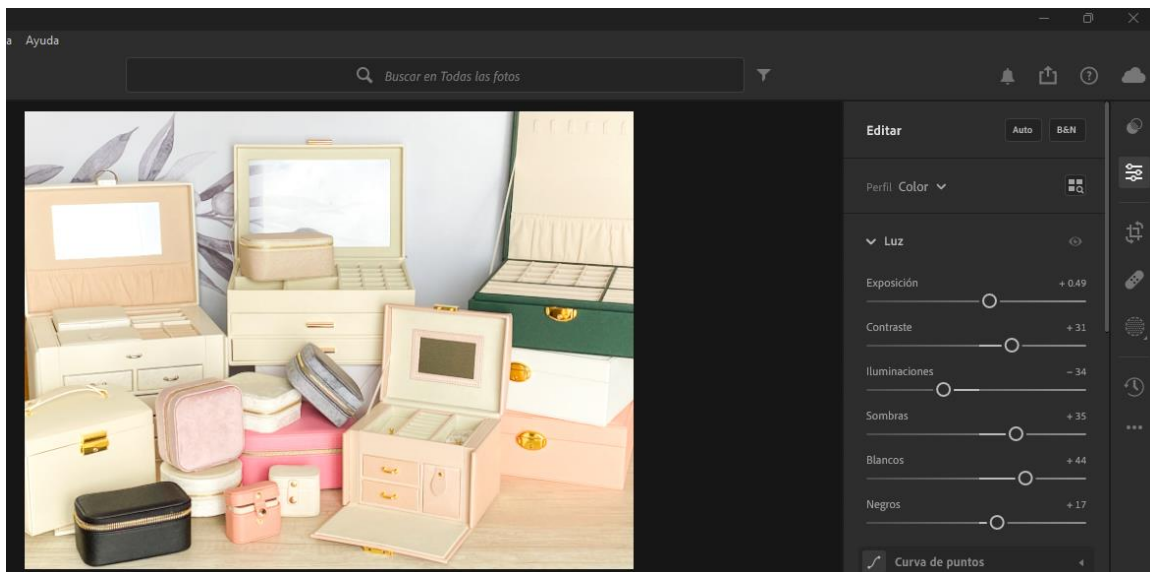 a Ayuda
Buscar en Todas las fotos
Editar
Auto
B&N
Perfil Color
Luz
Exposición + 0.49
Contraste + 31
Iluminaciones − 34
Sombras + 35
Blancos + 44
Negros + 17
Curva de puntos